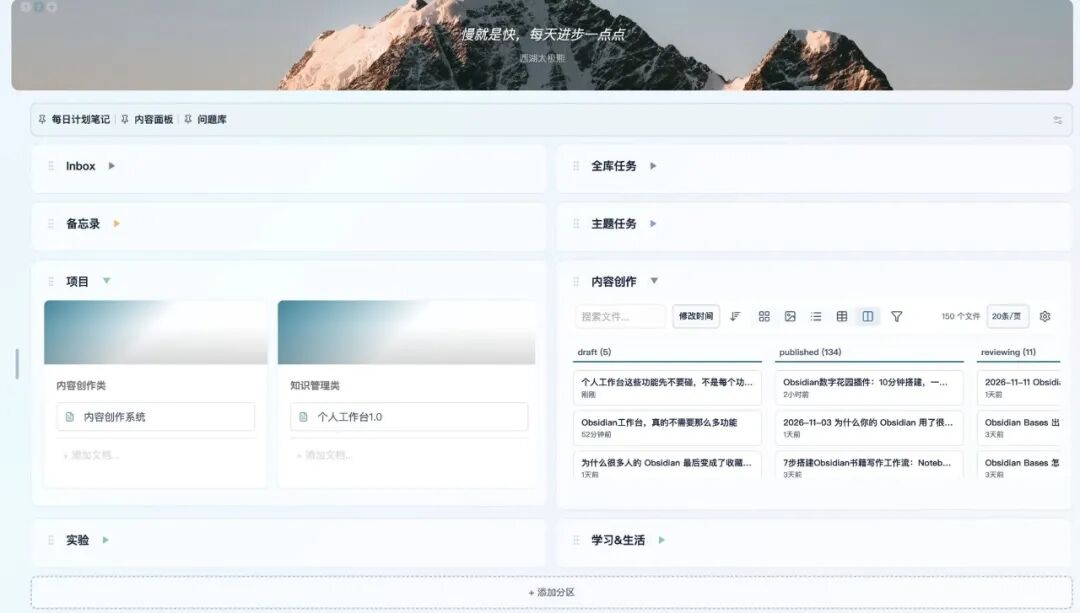 慢就是快，每天进步一点点
西湖太极熊
每日计划笔记
内容面板
问题库
Inbox
全库任务
备忘录
主题任务
项目
内容创作类
内容创作系统
+ 添加文档...
知识管理类
个人工作台1.0
+ 添加文档...
内容创作
搜索文件...
修改时间
150 个文件
20条/页
draft (5)
个人工作台这些功能先不要碰，不是每个功...
刚刚
Obsidian工作台，真的不需要那么多功能
52分钟前
为什么很多人的 Obsidian 最后变成了收藏...
1天前
published (134)
Obsidian数字花园插件：10分钟搭建，一...
2小时前
2026-11-03 为什么你的 Obsidian 用了很...
1天前
7步搭建Obsidian书籍写作工作流：Noteb...
3天前
reviewing (11)
2026-11-11 Obsidi
1天前
Obsidian Bases 出
3天前
Obsidian Bases 怎
3天前
实验
学习&生活
+ 添加分区